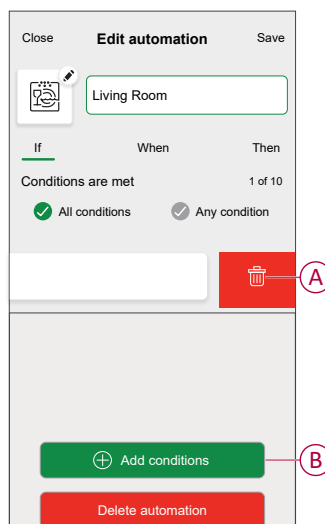 Close Edit automation Save
Living Room
If When Then
Conditions are met 1 of 10
All conditions Any condition
A
Add conditions B
Delete automation